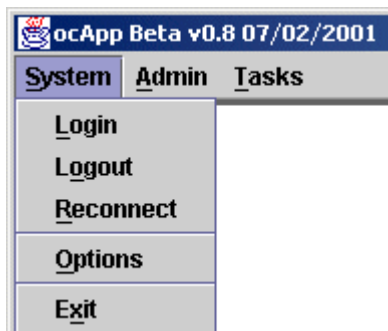 ocApp Beta v0.8 07/02/2001
System Admin Tasks
Login
Logout
Reconnect
Options
Exit